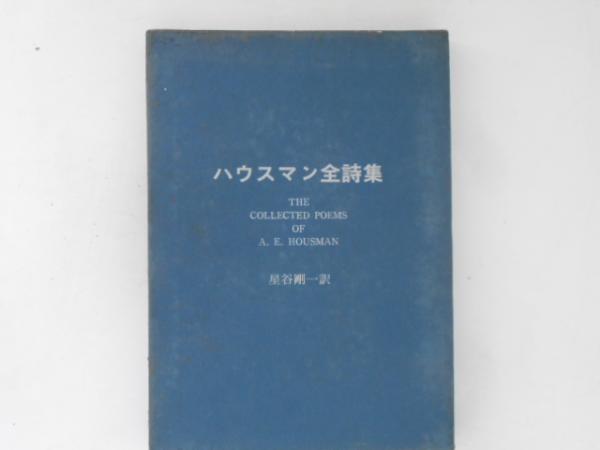 ハウスマン全詩集
THE
COLLECTED POEMS
OF
A. E. HOUSMAN
星谷剛一訳